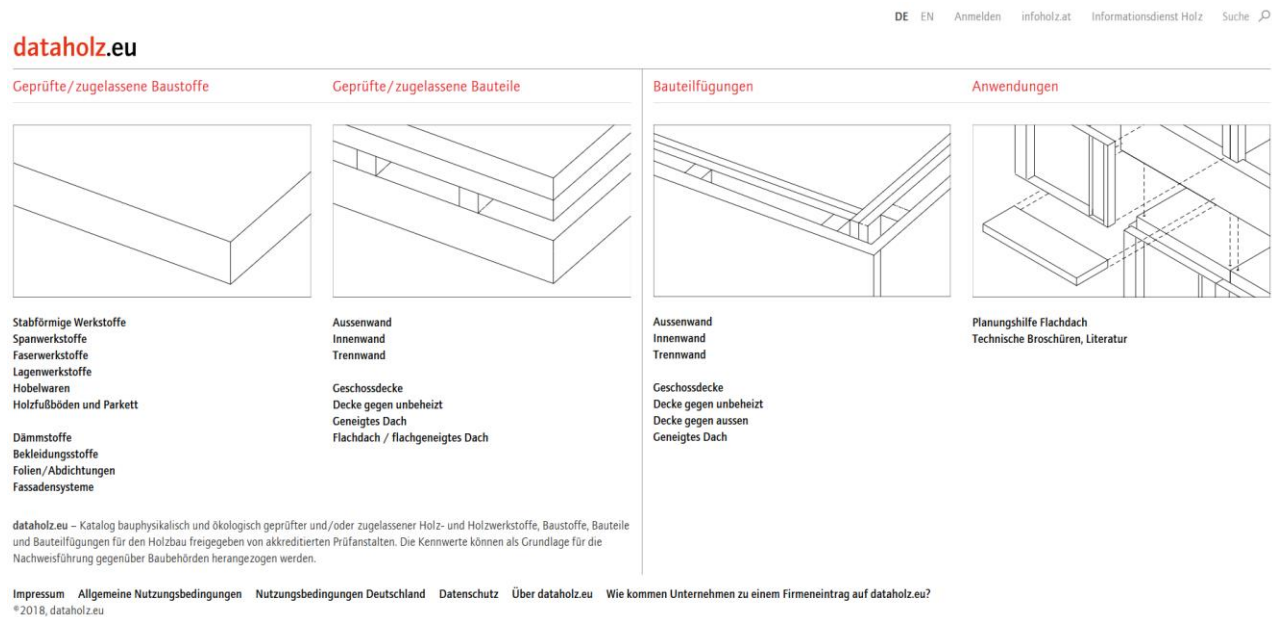 DE EN Anmelden infoholz.at Informationsdienst Holz Suche
dataholz.eu
Geprüfte/zugelassene Baustoffe
Stabförmige Werkstoffe
Spanwerkstoffe
Faserwerkstoffe
Lagenwerkstoffe
Hobelwaren
Holzfußböden und Parkett
Dämmstoffe
Bekleidungsstoffe
Folien/Abdichtungen
Fassadensysteme
Geprüfte/zugelassene Bauteile
Aussenwand
Innenwand
Trennwand
Geschossdecke
Decke gegen unbeheizt
Geneigtes Dach
Flachdach / flachgeneigtes Dach
Bauteilfügungen
Aussenwand
Innenwand
Trennwand
Geschossdecke
Decke gegen unbeheizt
Decke gegen aussen
Geneigtes Dach
Anwendungen
Planungshilfe Flachdach
Technische Broschüren, Literatur
dataholz.eu – Katalog bauphysikalisch und ökologisch geprüfter und/oder zugelassener Holz- und Holzwerkstoffe, Baustoffe, Bauteile
und Bauteilfügungen für den Holzbau freigegeben von akkreditierten Prüfanstalten. Die Kennwerte können als Grundlage für die
Nachweisführung gegenüber Baubehörden herangezogen werden.
Impressum Allgemeine Nutzungsbedingungen Nutzungsbedingungen Deutschland Datenschutz Über dataholz.eu Wie kommen Unternehmen zu einem Firmeneintrag auf dataholz.eu?
©2018, dataholz.eu